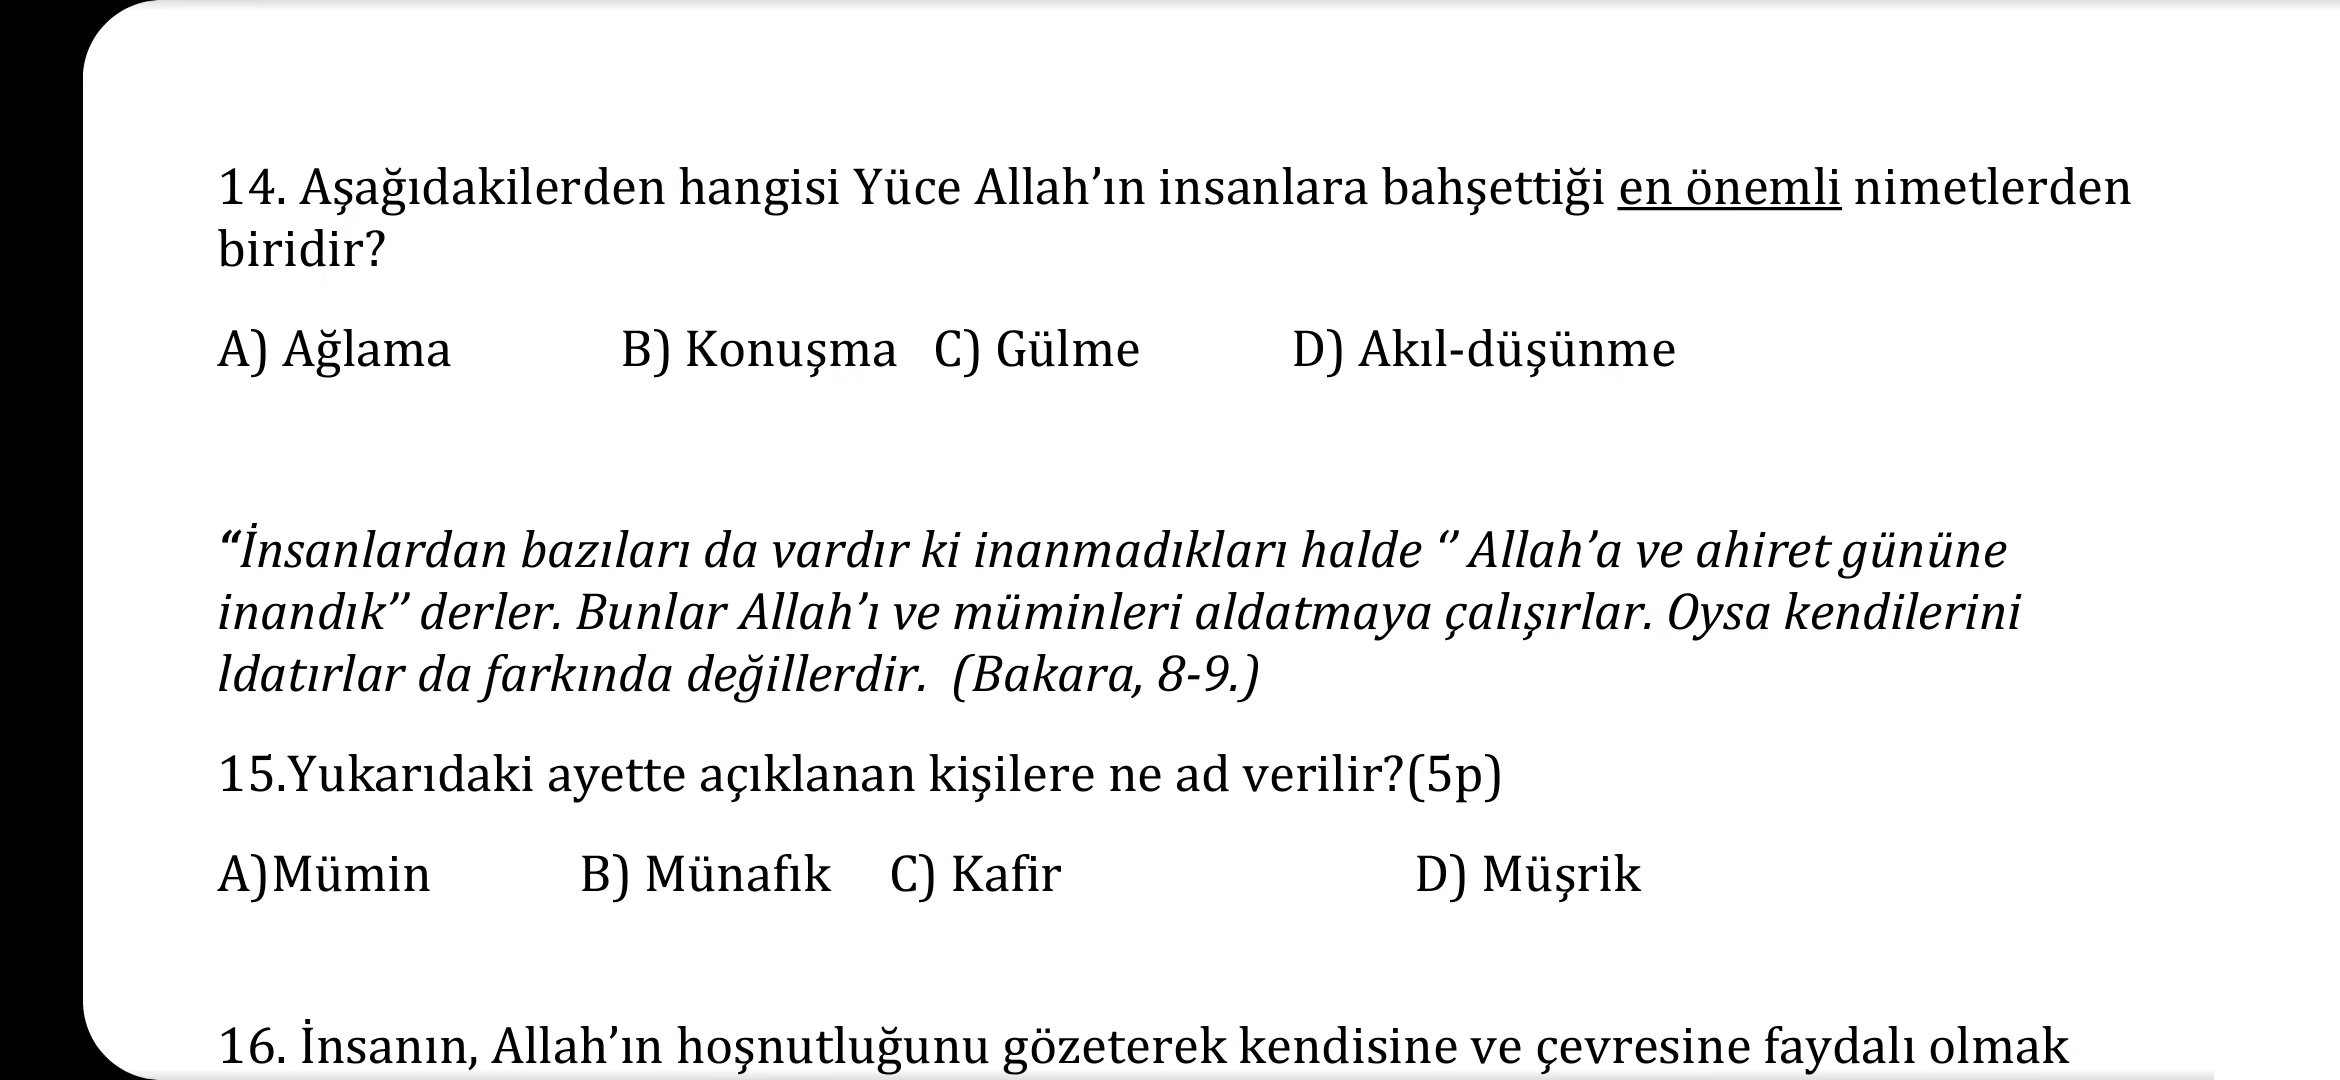 14. Aşağıdakilerden hangisi Yüce Allah’ın insanlara bahşettiği en önemli nimetlerden
biridir?
A) Ağlama B) Konuşma C) Gülme D) Akıl-düşünme
“İnsanlardan bazıları da vardır ki inanmadıkları halde ‘’ Allah’a ve ahiret gününe
inandık’’ derler. Bunlar Allah’ı ve müminleri aldatmaya çalışırlar. Oysa kendilerini
ldatırlar da farkında değillerdir. (Bakara, 8-9.)
15.Yukarıdaki ayette açıklanan kişilere ne ad verilir?(5p)
A)Mümin B) Münafık C) Kafir D) Müşrik
16. İnsanın, Allah’ın hoşnutluğunu gözeterek kendisine ve çevresine faydalı olmak